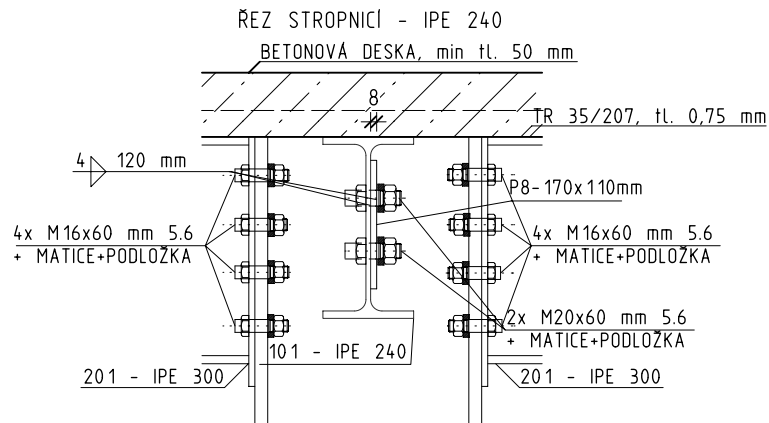 ŘEZ STROPNICÍ - IPE 240
BETONOVÁ DESKA, min tl. 50 mm
8
TR 35/207, tl. 0,75 mm
4 120 mm
P8-170x110mm
4x M16x60 mm 5.6
+ MATICE+PODLOŽKA
4x M16x60 mm 5.6
+ MATICE+PODLOŽKA
2x M20x60 mm 5.6
+ MATICE+PODLOŽKA
101 - IPE 240
201 - IPE 300
201 - IPE 300